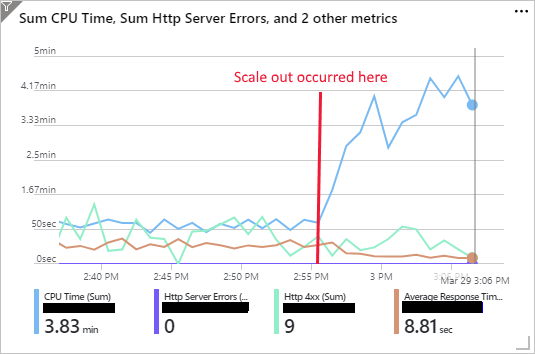 Sum CPU Time, Sum Http Server Errors, and 2 other metrics
5min
Scale out occurred here
4.17min
3.33min
2.5min
1.67min
50sec
0sec
2:40 PM 2:45 PM 2:50 PM 2:55 PM 3 PM 3:06 PM
Mar 29 3:06 PM
CPU Time (Sum) Http Server Errors (... Http 4xx (Sum) Average Response Tim...
3.83 min 0 9 8.81 sec